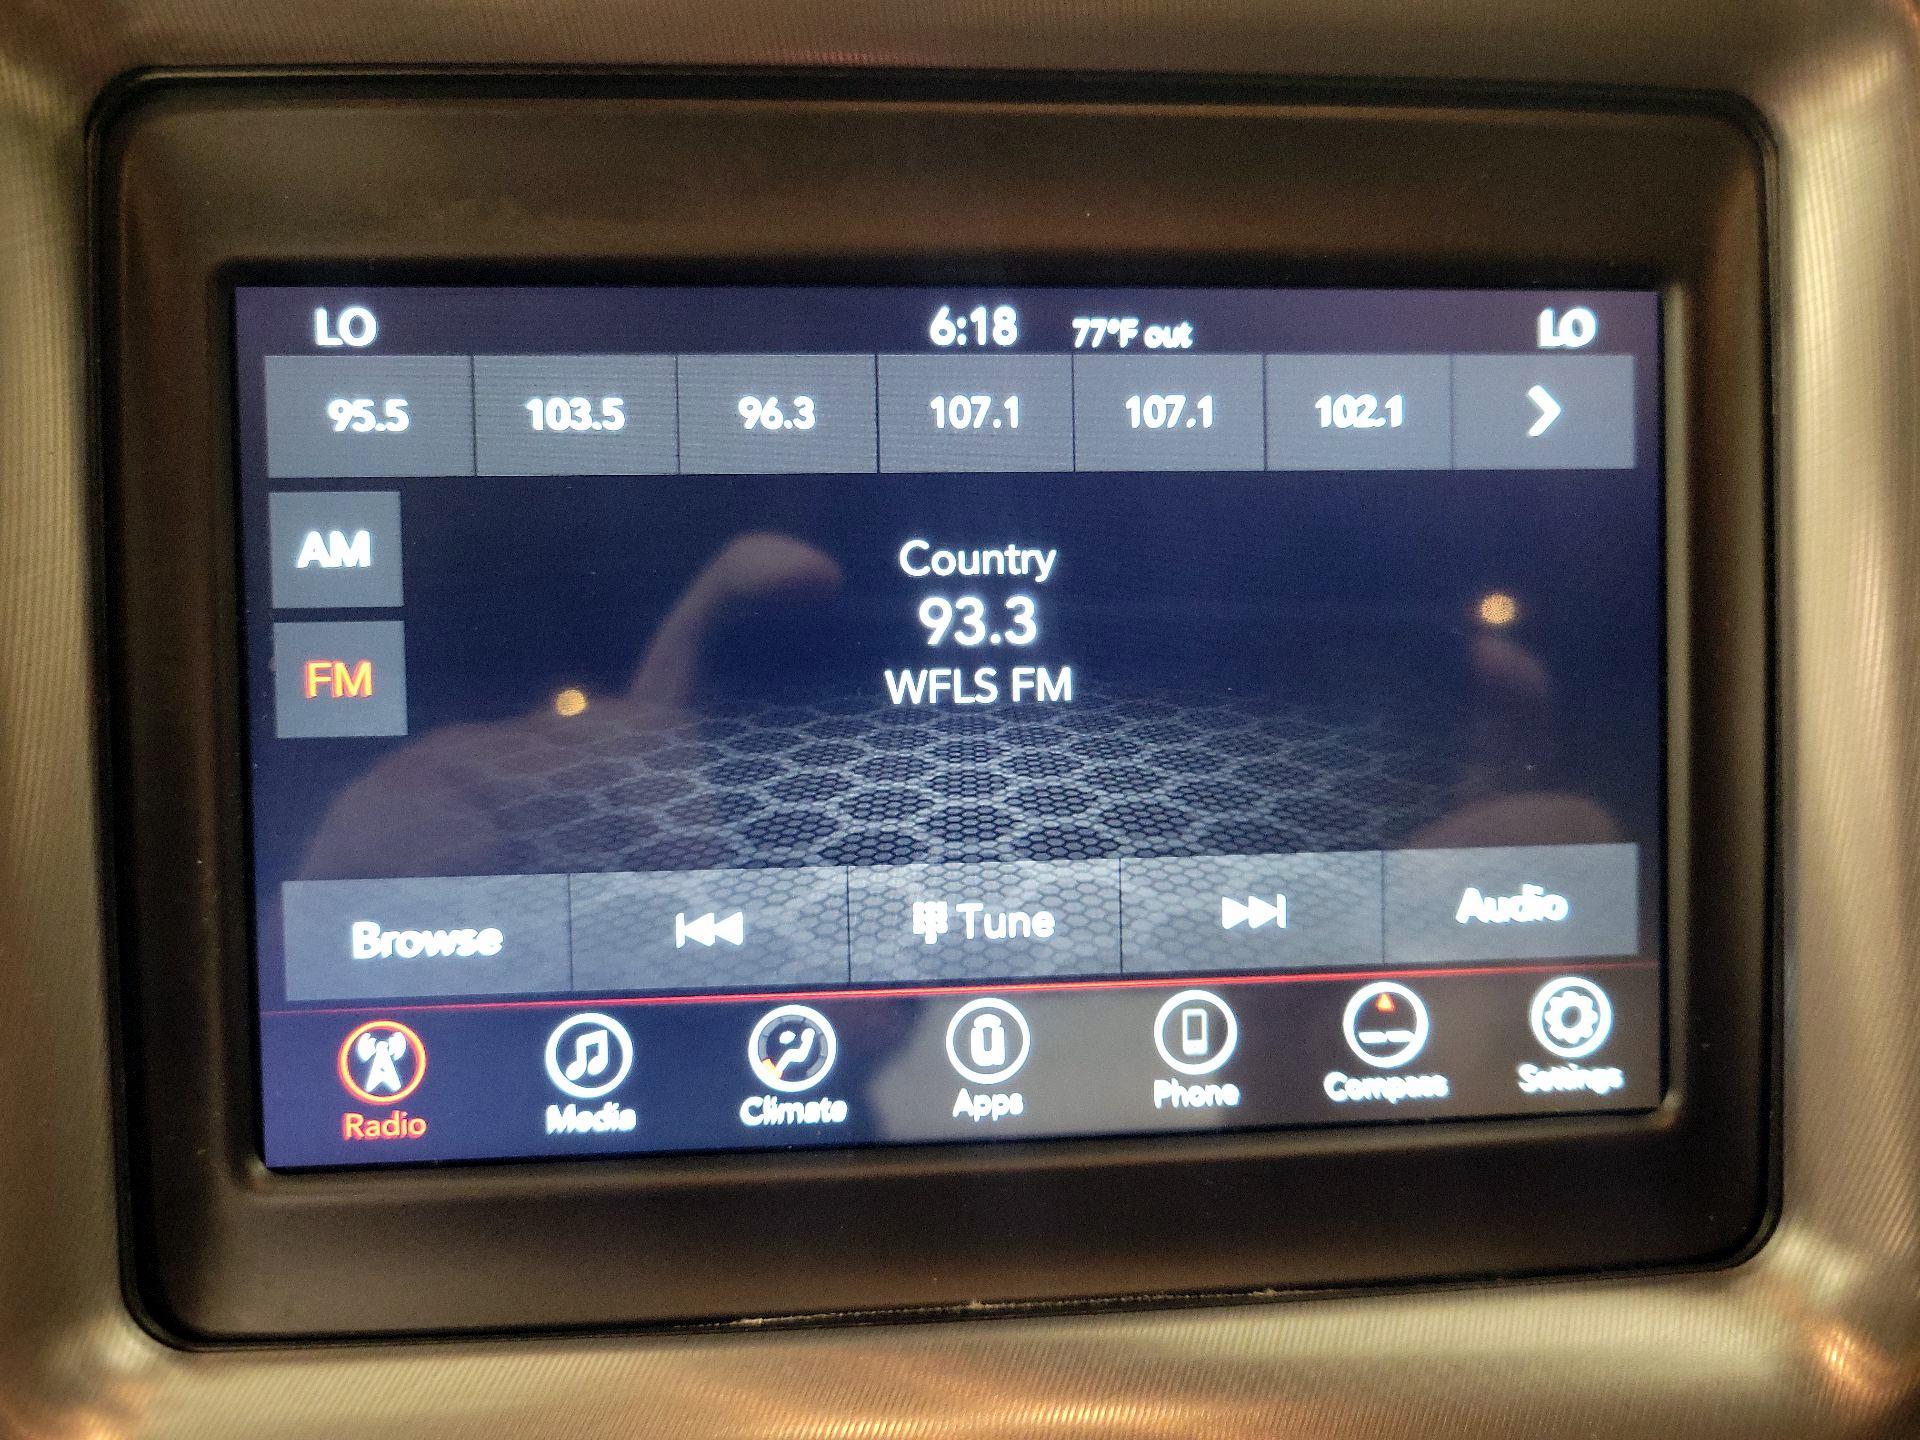 LO 6:18 77°F out LO
95.5 103.5 96.3 107.1 107.1 102.1
AM
FM
Country
93.3
WFLS FM
Browse Tune Audio
Radio Media Climate Apps Phone Compass Settings